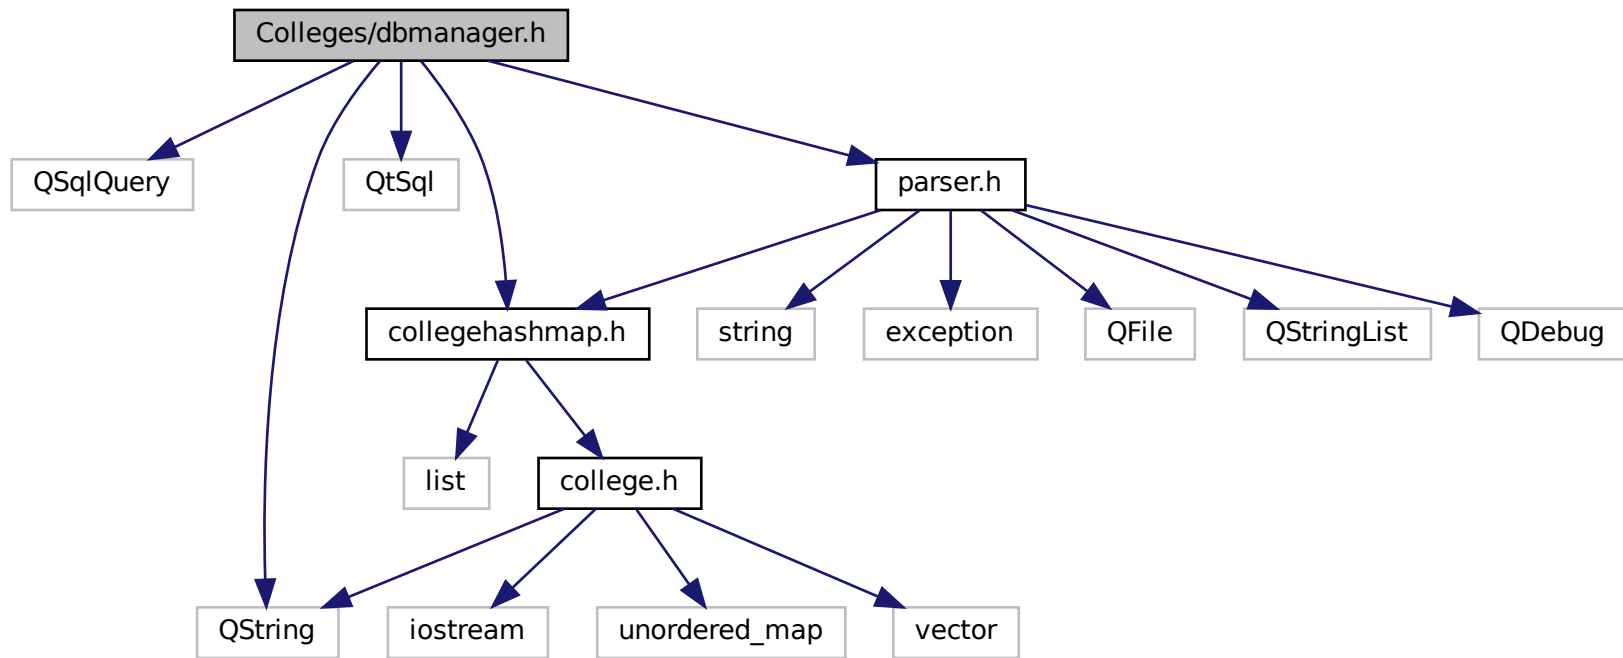 Colleges/dbmanager.h
QSqlQuery
QtSql
parser.h
collegehashmap.h
string
exception
QFile
QStringList
QDebug
list
college.h
QString
iostream
unordered_map
vector